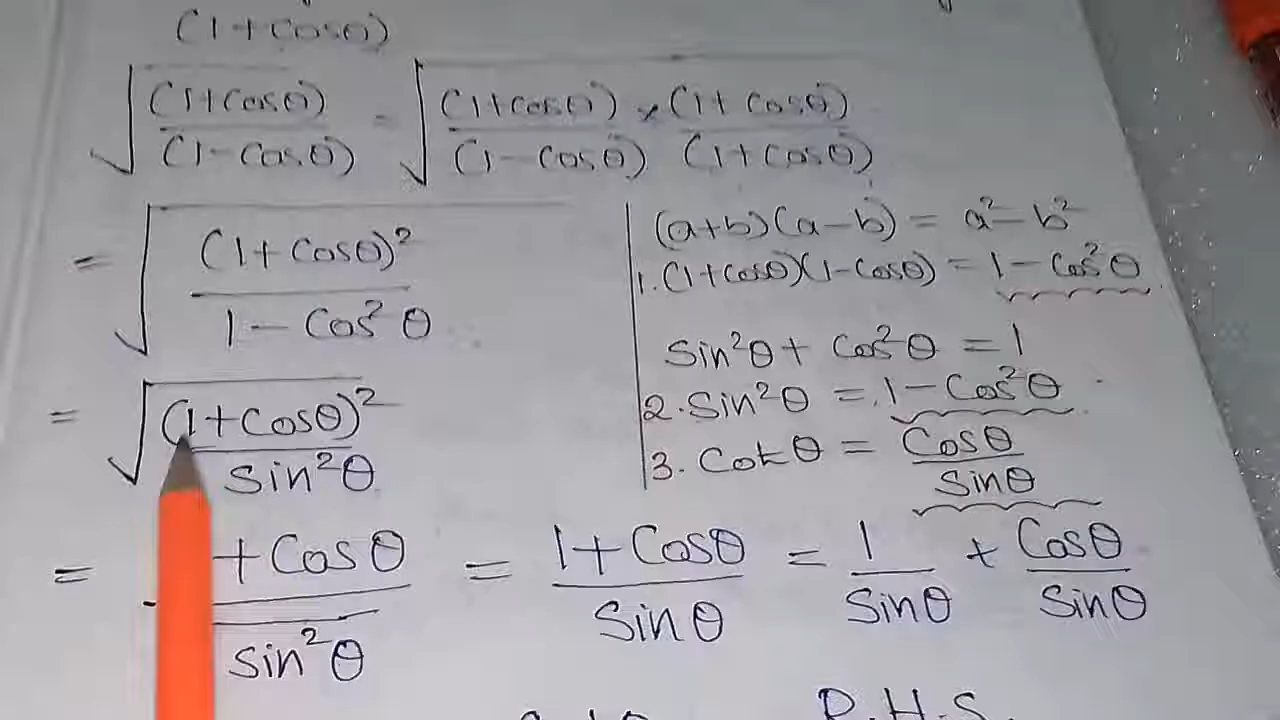 (1+cosθ)
√((1+cosθ)/(1-cosθ)) = √((1+cosθ)/(1-cosθ) × (1+cosθ)/(1+cosθ))
= √((1+cosθ)²/(1-cos²θ))
(a+b)(a-b) = a²-b²
1. (1+cosθ)(1-cosθ) = 1-cos²θ
sin²θ + cos²θ = 1
2. sin²θ = 1-cos²θ
3. cotθ = cosθ/sinθ
= √((1+cosθ)²/sin²θ)
= + cosθ/√sin²θ = (1+cosθ)/sinθ = 1/sinθ + cosθ/sinθ
R.H.S.